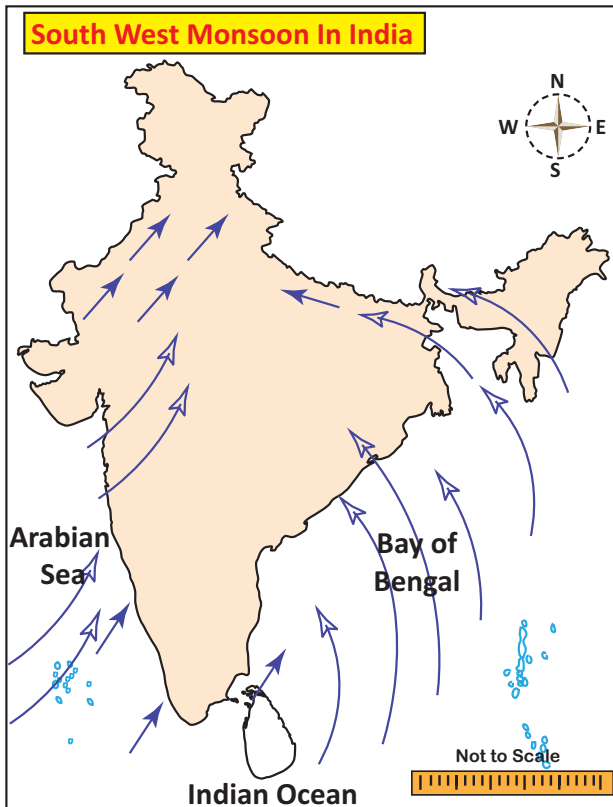 South West Monsoon In India
N
W E
S
Arabian
Sea
Bay of
Bengal
Not to Scale
Indian Ocean